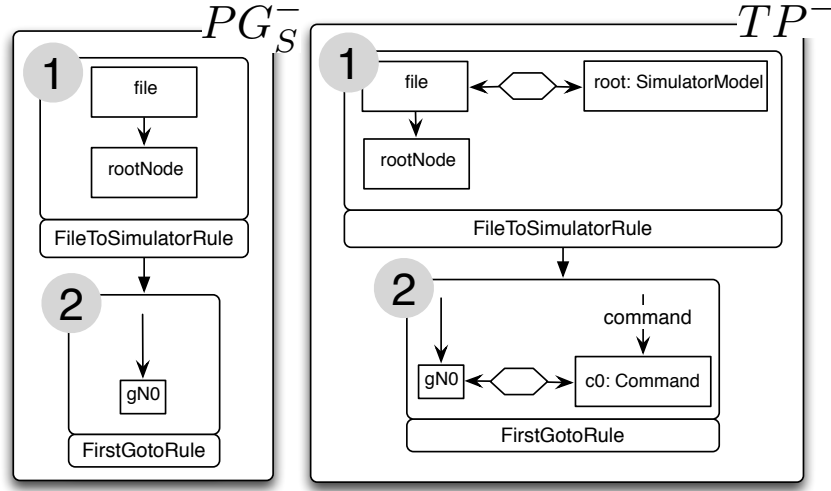 PG_S^-
1
file
rootNode
FileToSimulatorRule
2
gN0
FirstGotoRule
TP^-
1
file
root: SimulatorModel
rootNode
FileToSimulatorRule
2
command
gN0
c0: Command
FirstGotoRule